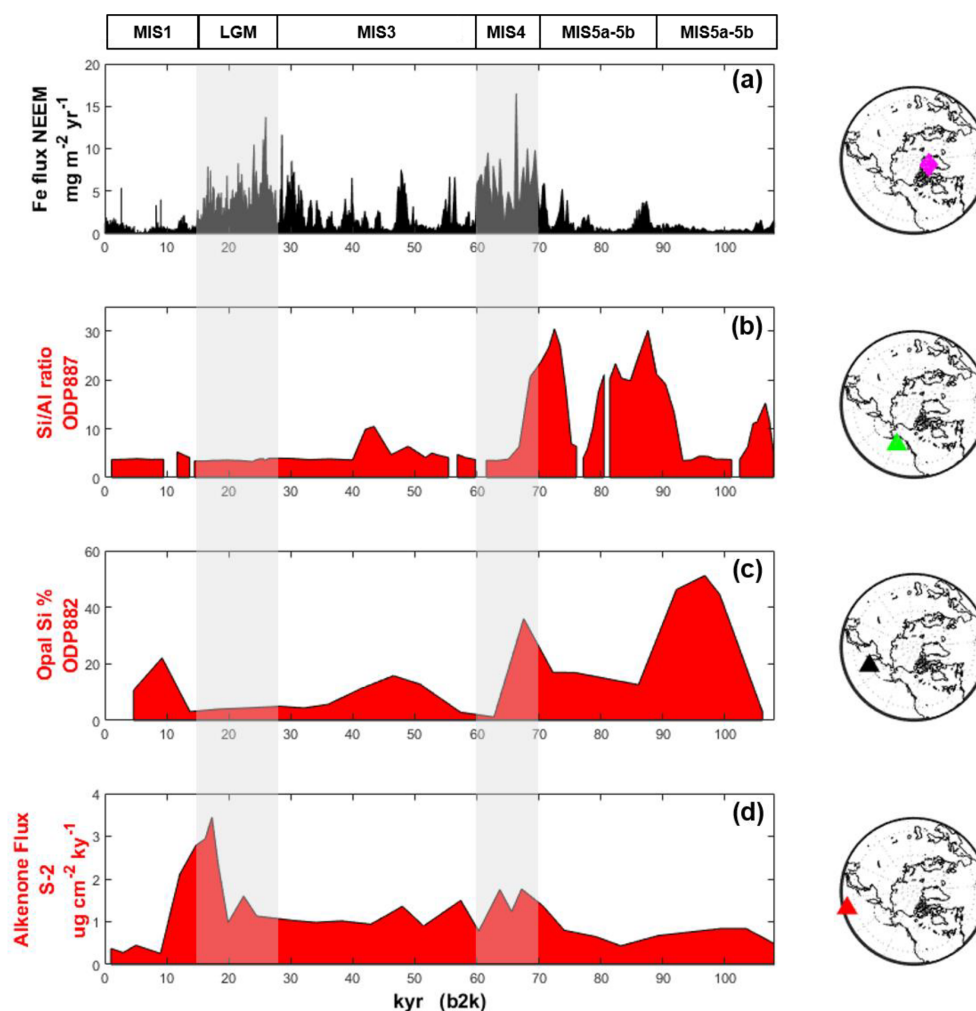 MIS1 LGM MIS3 MIS4 MIS5a-5b MIS5a-5b
(a)
Fe flux NEEM
mg m-2 yr-1
20
15
10
5
0
0 10 20 30 40 50 60 70 80 90 100
(b)
Si/Al ratio
ODP887
30
20
10
0
0 10 20 30 40 50 60 70 80 90 100
(c)
Opal Si %
ODP882
60
40
20
0
0 10 20 30 40 50 60 70 80 90 100
(d)
Alkenone Flux
S-2
ug cm-2 ky-1
4
3
2
1
0
0 10 20 30 40 50 60 70 80 90 100
kyr (b2k)